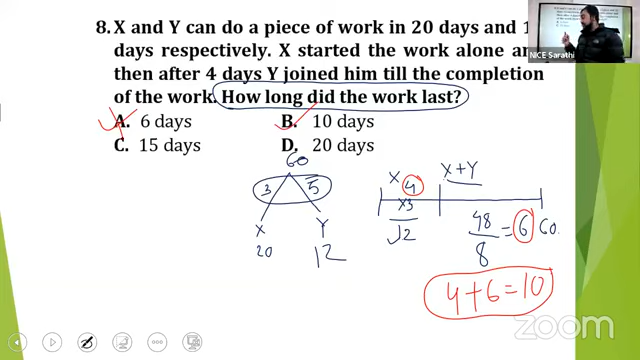 8. X and Y can do a piece of work in 20 days and 1
days respectively. X started the work alone an
then after 4 days Y joined him till the completion
of the work. How long did the work last?
A. 6 days
B. 10 days
C. 15 days
D. 20 days
60
3 5
X Y
20 12
X 4 X+Y
x3
12
48
8
= 6 60
4+6=10
NICE Sarathi
zoom